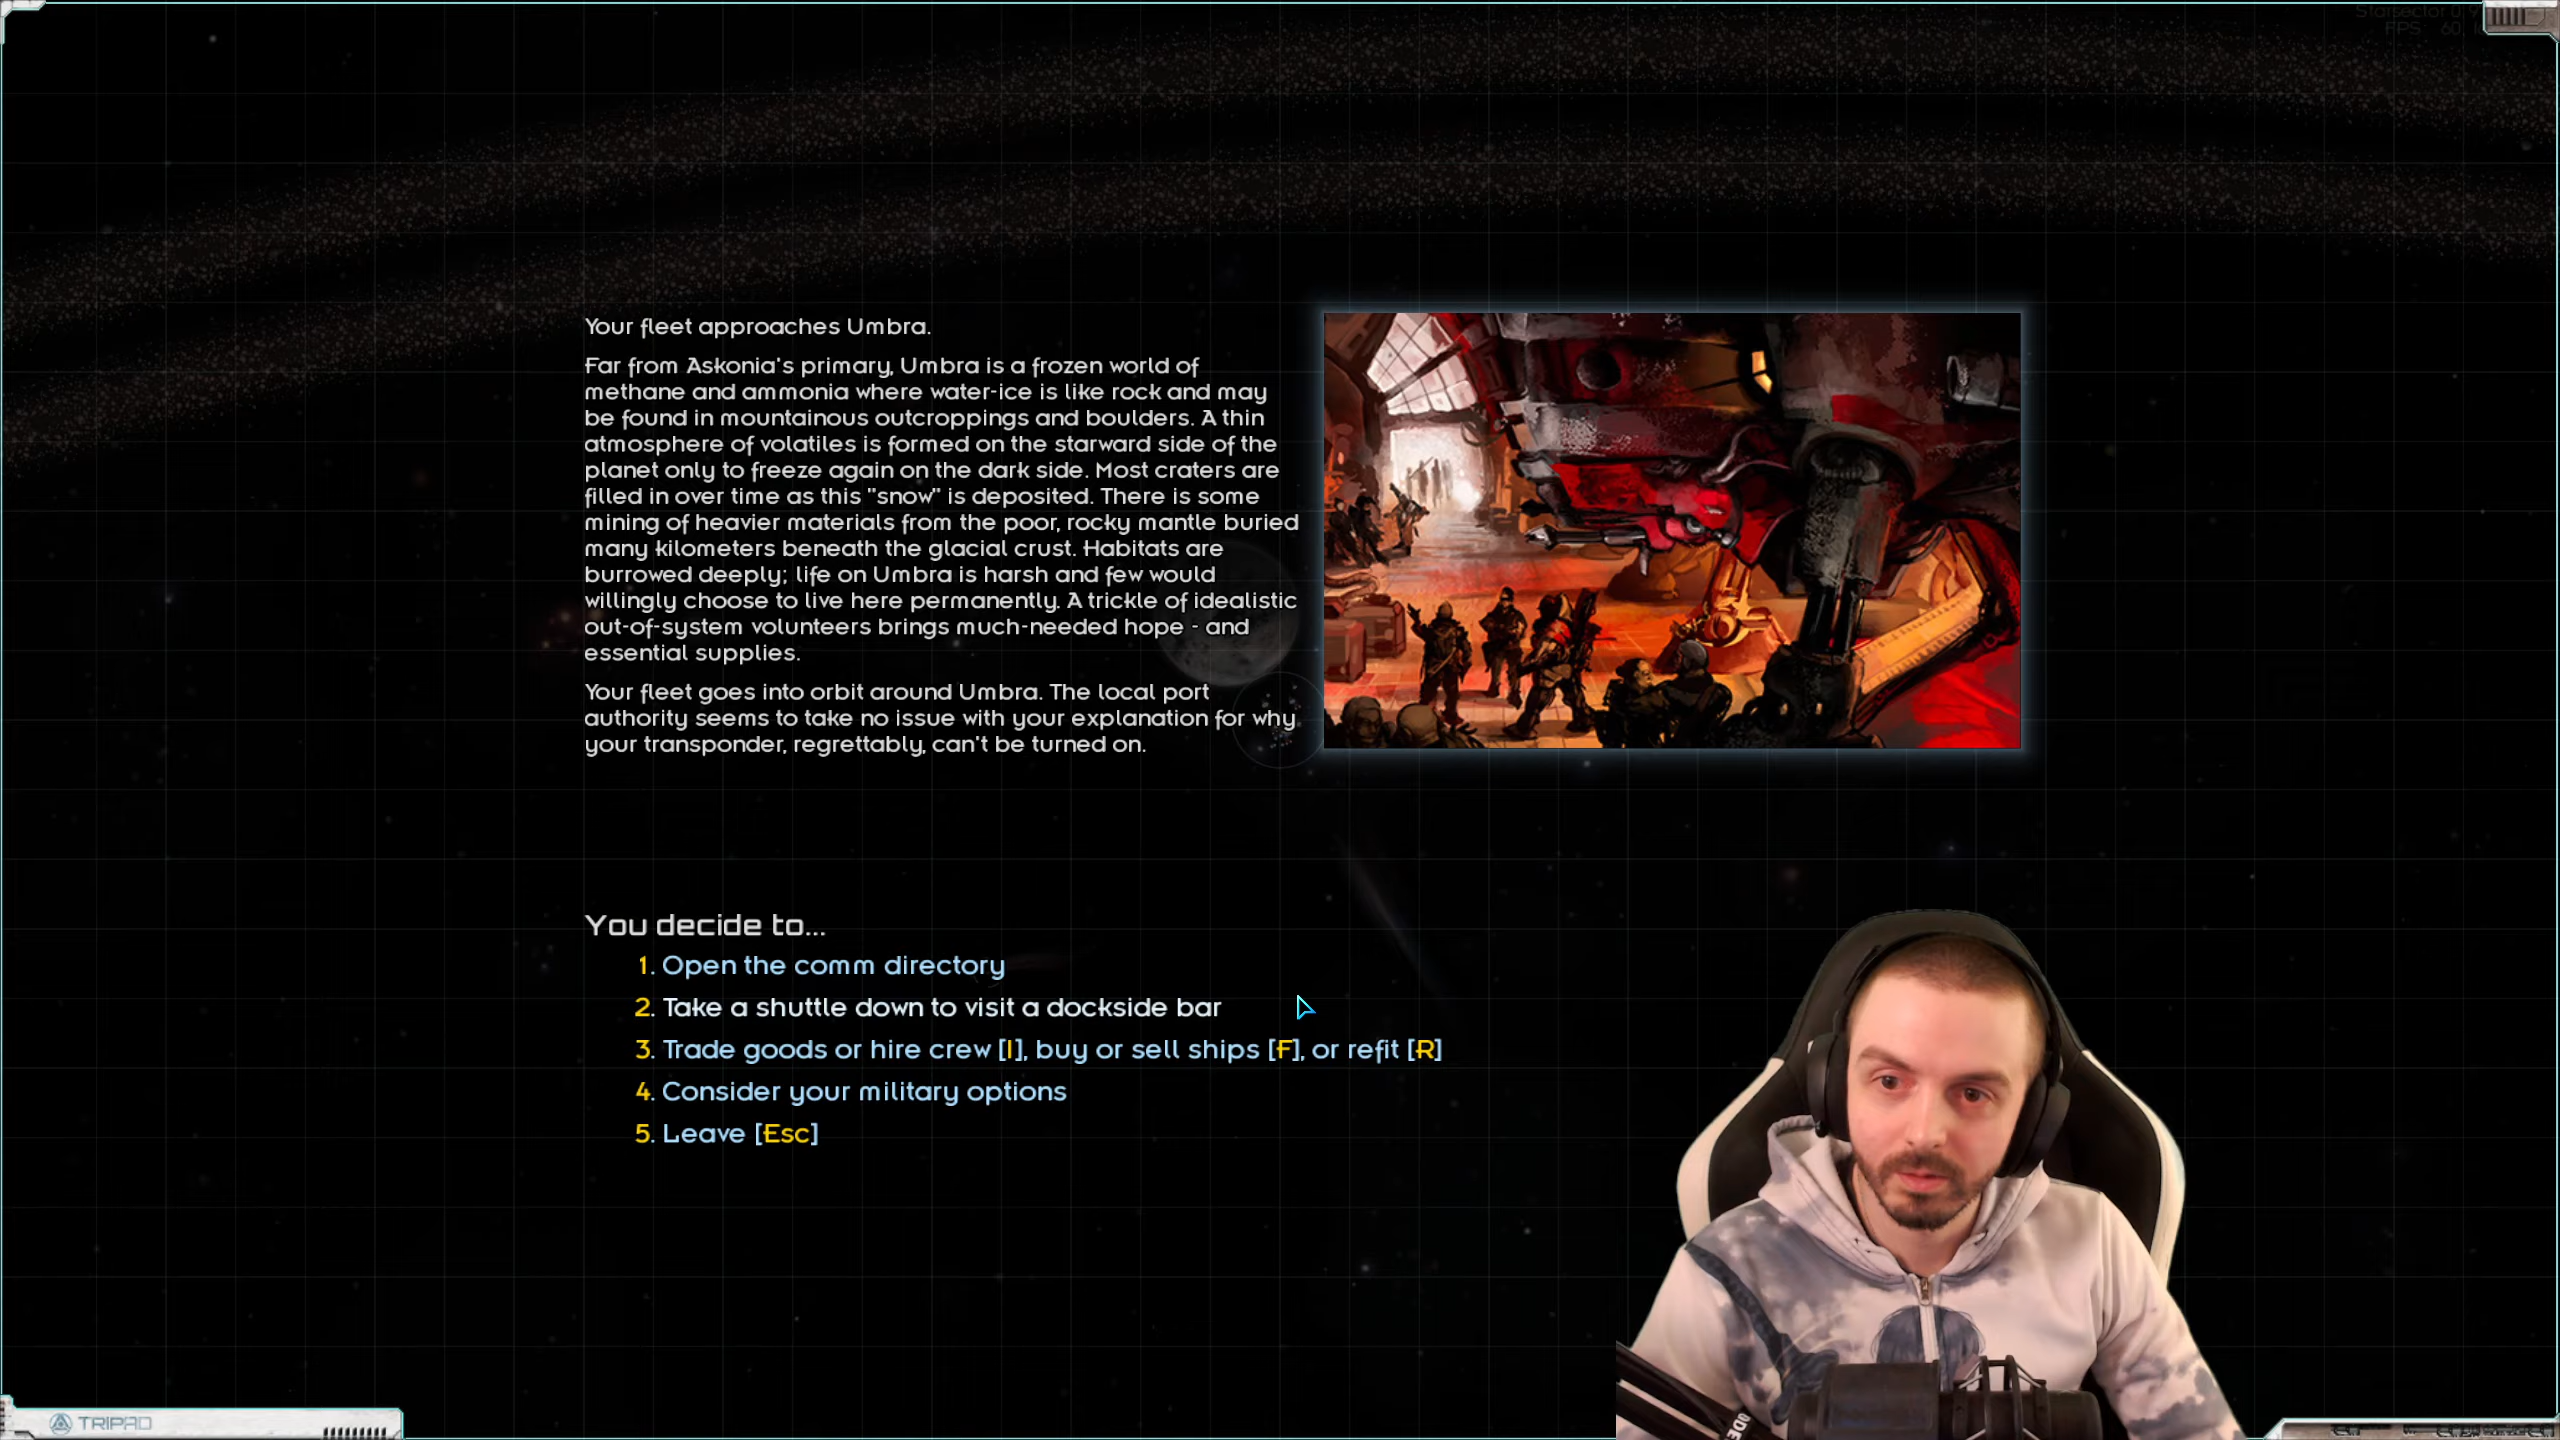 Starsector 0.9
FPS 60,
Your fleet approaches Umbra.
Far from Askonia's primary, Umbra is a frozen world of
methane and ammonia where water-ice is like rock and may
be found in mountainous outcroppings and boulders. A thin
atmosphere of volatiles is formed on the starward side of the
planet only to freeze again on the dark side. Most craters are
filled in over time as this "snow" is deposited. There is some
mining of heavier materials from the poor, rocky mantle buried
many kilometers beneath the glacial crust. Habitats are
burrowed deeply; life on Umbra is harsh and few would
willingly choose to live here permanently. A trickle of idealistic
out-of-system volunteers brings much-needed hope - and
essential supplies.
Your fleet goes into orbit around Umbra. The local port
authority seems to take no issue with your explanation for why
your transponder, regrettably, can't be turned on.
You decide to...
1. Open the comm directory
2. Take a shuttle down to visit a dockside bar
3. Trade goods or hire crew [I], buy or sell ships [F], or refit [R]
4. Consider your military options
5. Leave [Esc]
TRIPAD